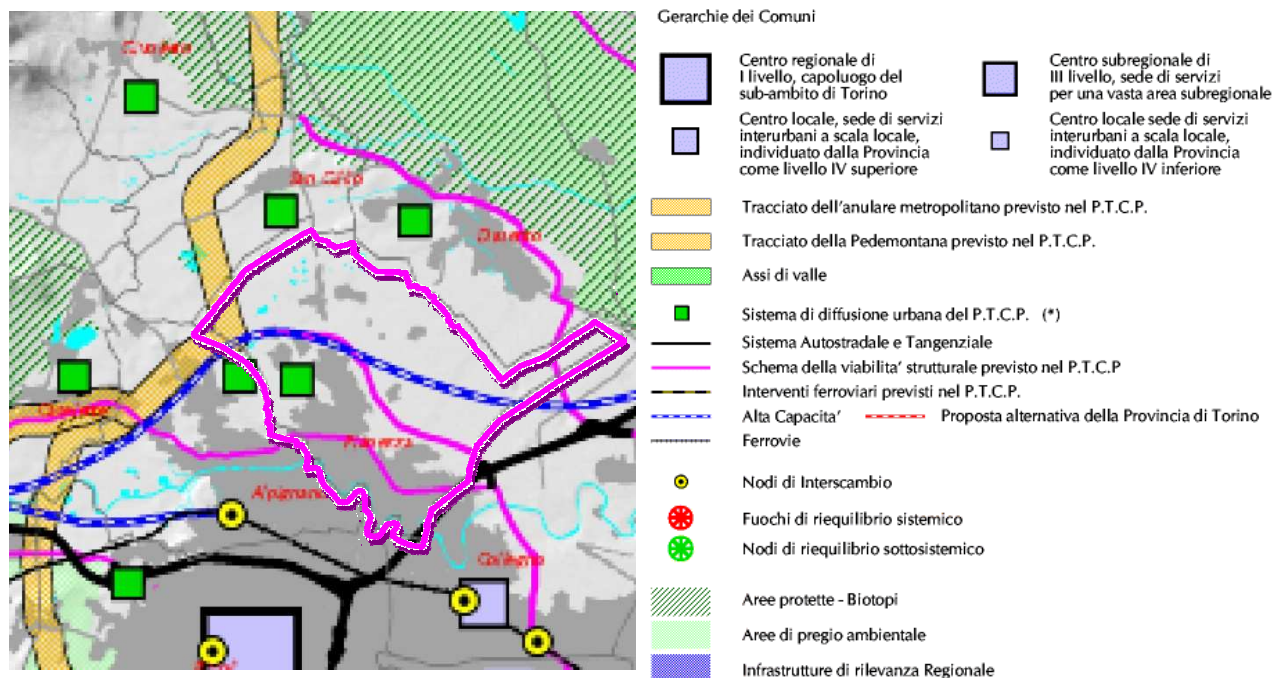 San Gillo
Druento
Pianezza
Alpignano
Collegno
Gerarchie dei Comuni
Centro regionale di
I livello, capoluogo del
sub-ambito di Torino
Centro subregionale di
III livello, sede di servizi
per una vasta area subregionale
Centro locale, sede di servizi
interurbani a scala locale,
individuato dalla Provincia
come livello IV superiore
Centro locale sede di servizi
interurbani a scala locale,
individuato dalla Provincia
come livello IV inferiore
Tracciato dell'anulare metropolitano previsto nel P.T.C.P.
Tracciato della Pedemontana previsto nel P.T.C.P.
Assi di valle
Sistema di diffusione urbana del P.T.C.P. (*)
Sistema Autostradale e Tangenziale
Schema della viabilita' strutturale previsto nel P.T.C.P
Interventi ferroviari previsti nel P.T.C.P.
Alta Capacita' Proposta alternativa della Provincia di Torino
Ferrovie
Nodi di Interscambio
Fuochi di riequilibrio sistemico
Nodi di riequilibrio sottosistemico
Aree protette - Biotopi
Aree di pregio ambientale
Infrastrutture di rilevanza Regionale